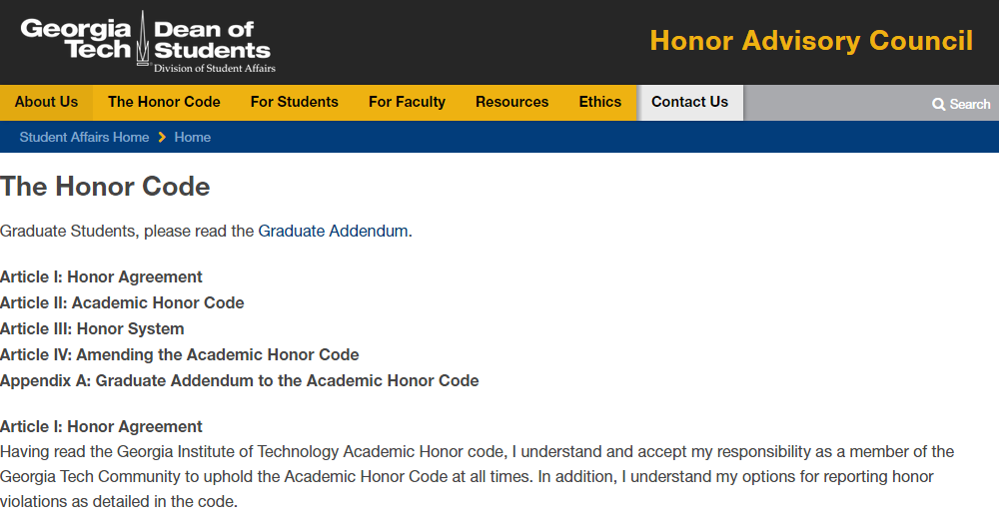 Georgia Tech
Dean of Students
Division of Student Affairs
Honor Advisory Council
About Us The Honor Code For Students For Faculty Resources Ethics Contact Us Search
Student Affairs Home Home
The Honor Code
Graduate Students, please read the Graduate Addendum.
Article I: Honor Agreement
Article II: Academic Honor Code
Article III: Honor System
Article IV: Amending the Academic Honor Code
Appendix A: Graduate Addendum to the Academic Honor Code
Article I: Honor Agreement
Having read the Georgia Institute of Technology Academic Honor code, I understand and accept my responsibility as a member of the
Georgia Tech Community to uphold the Academic Honor Code at all times. In addition, I understand my options for reporting honor
violations as detailed in the code.